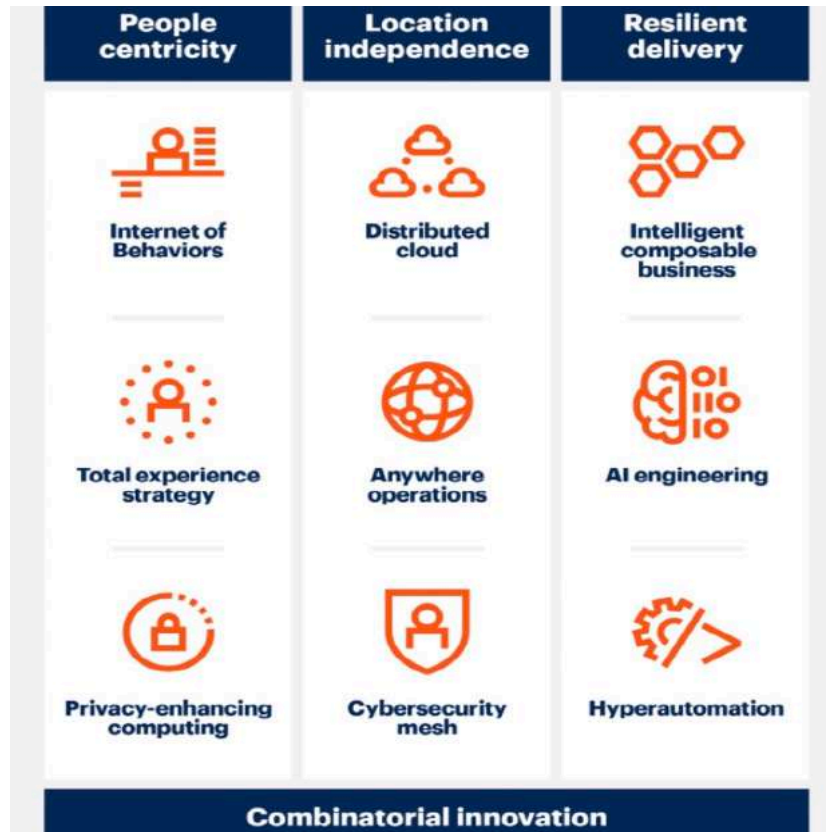 People
centricity
Location
independence
Resilient
delivery
Internet of
Behaviors
Distributed
cloud
Intelligent
composable
business
Total experience
strategy
Anywhere
operations
AI engineering
Privacy-enhancing
computing
Cybersecurity
mesh
Hyperautomation
Combinatorial innovation